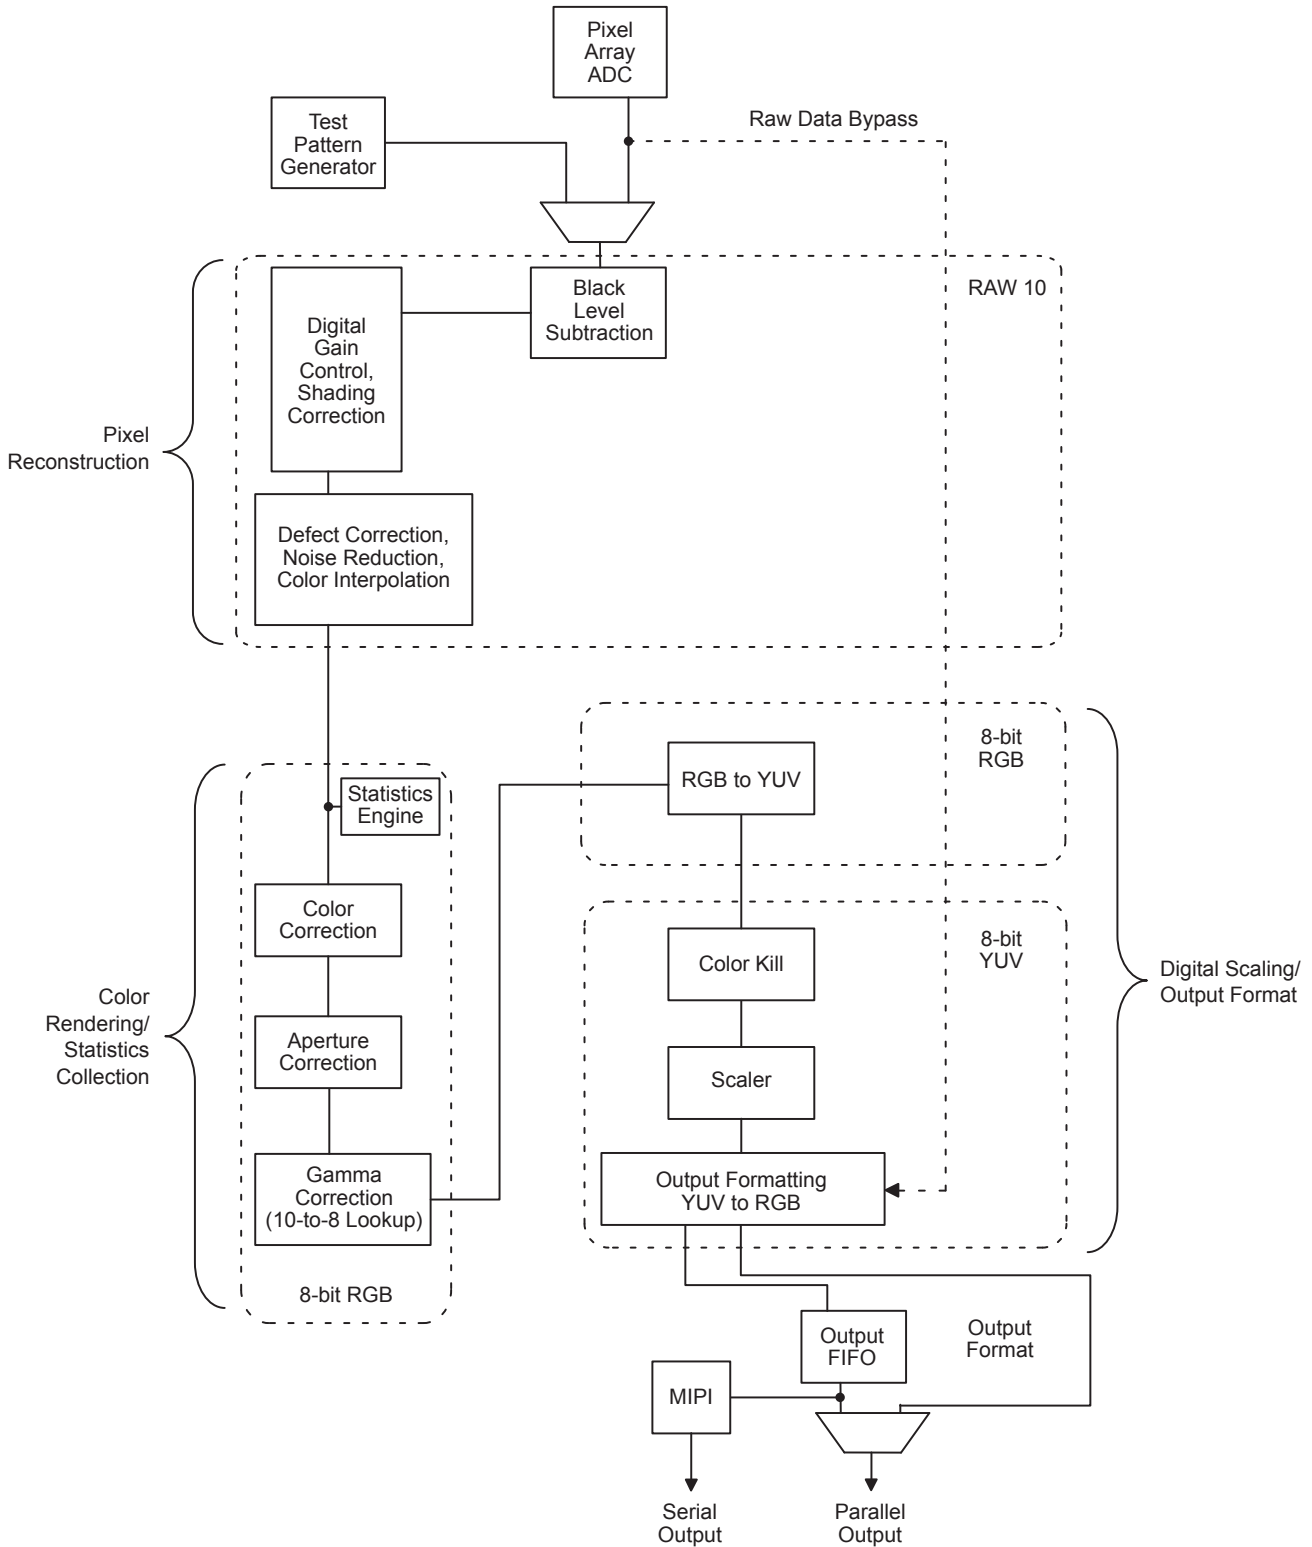 Pixel
Array
ADC
Raw Data Bypass
Test
Pattern
Generator
RAW 10
Black
Level
Subtraction
Digital
Gain
Control,
Shading
Correction
Pixel
Reconstruction
Defect Correction,
Noise Reduction,
Color Interpolation
8-bit
RGB
RGB to YUV
Statistics
Engine
Color
Correction
8-bit
YUV
Color Kill
Digital Scaling/
Output Format
Color
Rendering/
Statistics
Collection
Aperture
Correction
Scaler
Gamma
Correction
(10-to-8 Lookup)
Output Formatting
YUV to RGB
8-bit RGB
Output
FIFO
Output
Format
MIPI
Serial
Output
Parallel
Output